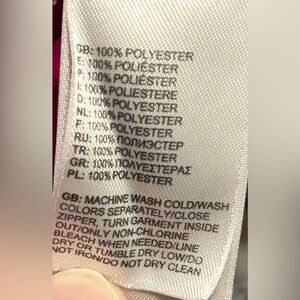 GB: 100% POLYESTER
E: 100% POLIÉSTER
P: 100% POLIÉSTER
I: 100% POLIESTERE
D: 100% POLYESTER
NL: 100% POLYESTER
F: 100% POLYESTER
RU: 100% ПОЛИЭСТЕР
TR: 100% POLYESTER
GR: 100% ΠΟΛΥΕΣΤΕΡΑΣ
PL: 100% POLYESTER
GB: MACHINE WASH COLD/WASH
COLORS SEPARATELY/CLOSE
ZIPPER, TURN GARMENT INSIDE
OUT/ONLY NON-CHLORINE
BLEACH WHEN NEEDED/LINE
DRY OR TUMBLE DRY LOW/DO
NOT IRON/DO NOT DRY CLEAN